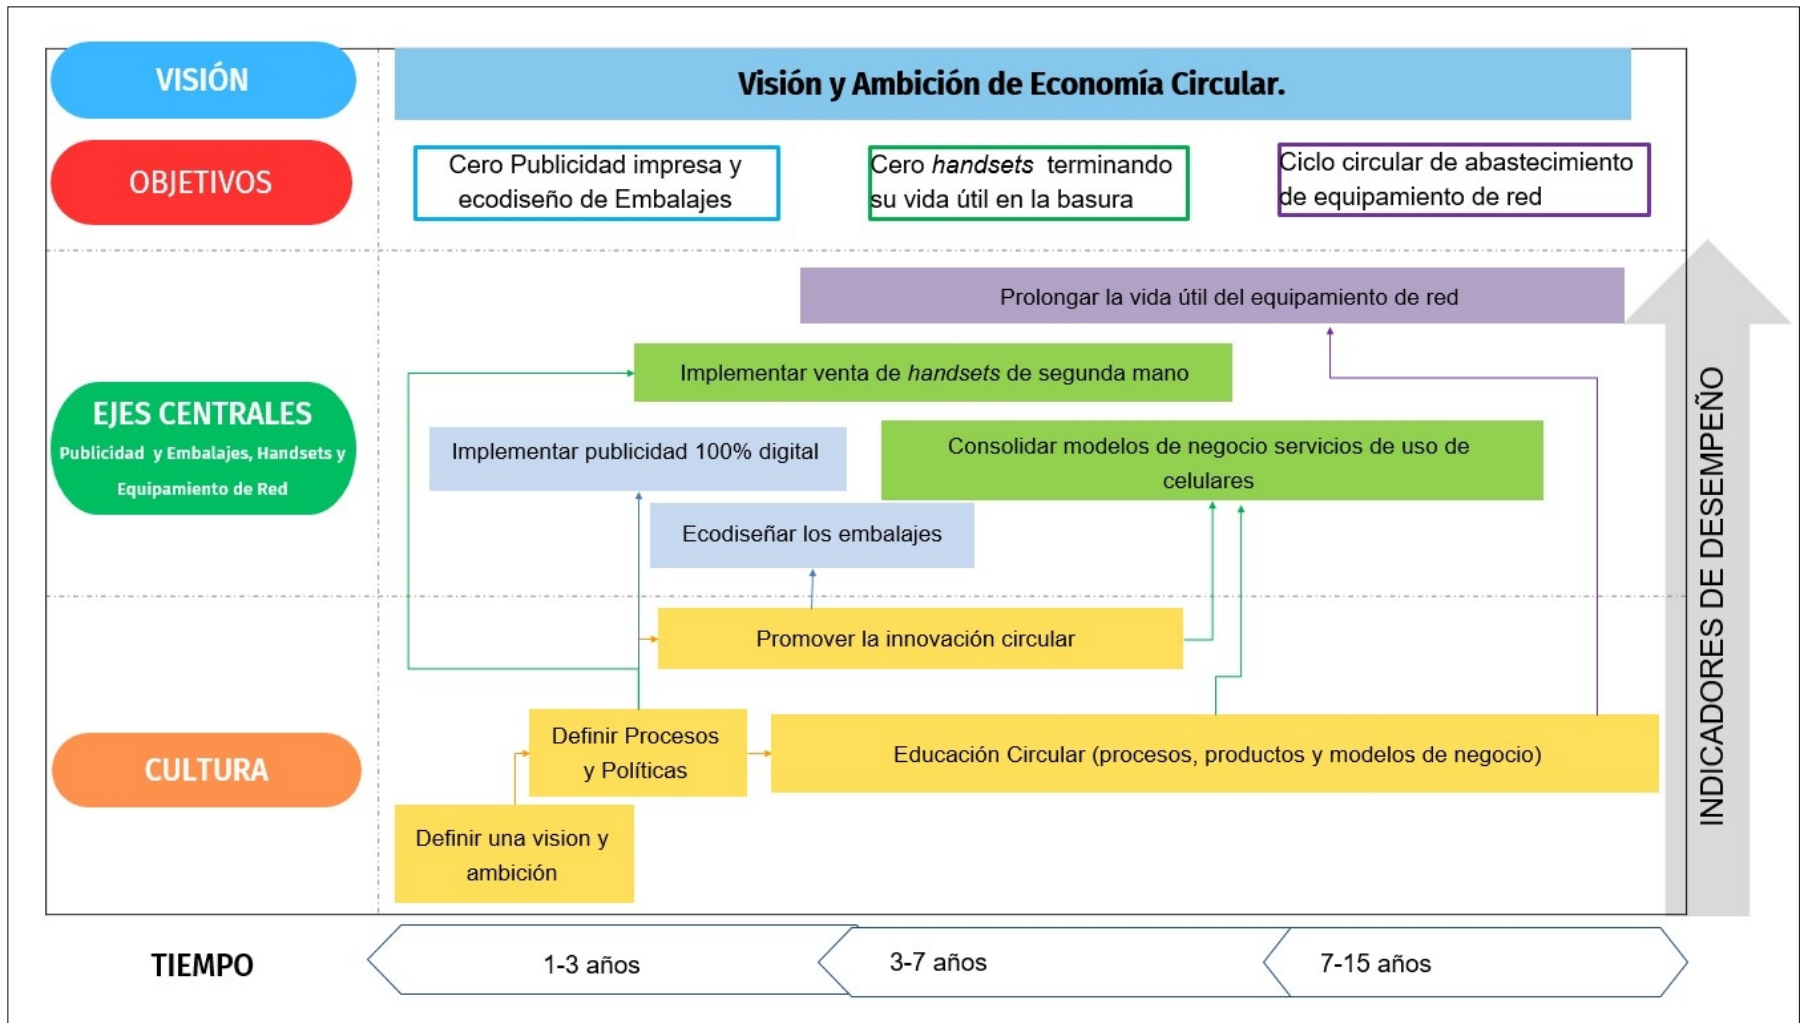 VISIÓN
Visión y Ambición de Economía Circular.
OBJETIVOS
Cero Publicidad impresa y
ecodiseño de Embalajes
Cero handsets terminando
su vida útil en la basura
Ciclo circular de abastecimiento
de equipamiento de red
EJES CENTRALES
Publicidad y Embalajes, Handsets y
Equipamiento de Red
Prolongar la vida útil del equipamiento de red
Implementar venta de handsets de segunda mano
Implementar publicidad 100% digital
Consolidar modelos de negocio servicios de uso de
celulares
Ecodiseñar los embalajes
CULTURA
Promover la innovación circular
Definir Procesos
y Políticas
Educación Circular (procesos, productos y modelos de negocio)
Definir una vision y
ambición
INDICADORES DE DESEMPEÑO
TIEMPO
1-3 años
3-7 años
7-15 años